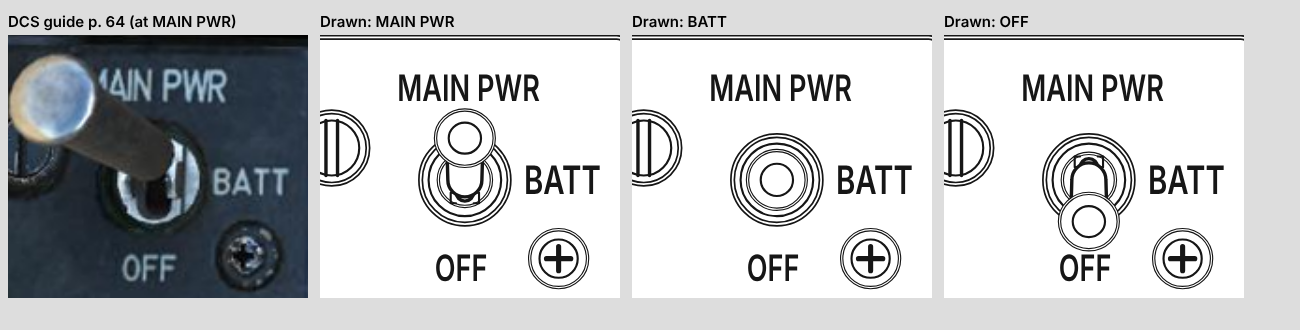 DCS guide p. 64 (at MAIN PWR)
Drawn: MAIN PWR
Drawn: BATT
Drawn: OFF
MAIN PWR
BATT
OFF
MAIN PWR
BATT
OFF
MAIN PWR
BATT
OFF
MAIN PWR
BATT
OFF